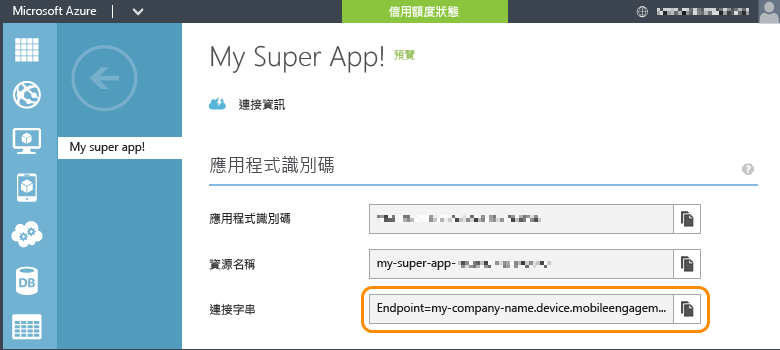 Microsoft Azure
信用額度狀態
My Super App! 預覽
連接資訊
My super app!
應用程式識別碼
應用程式識別碼
資源名稱 my-super-app-
連接字串 Endpoint=my-company-name.device.mobileengagem...
DB